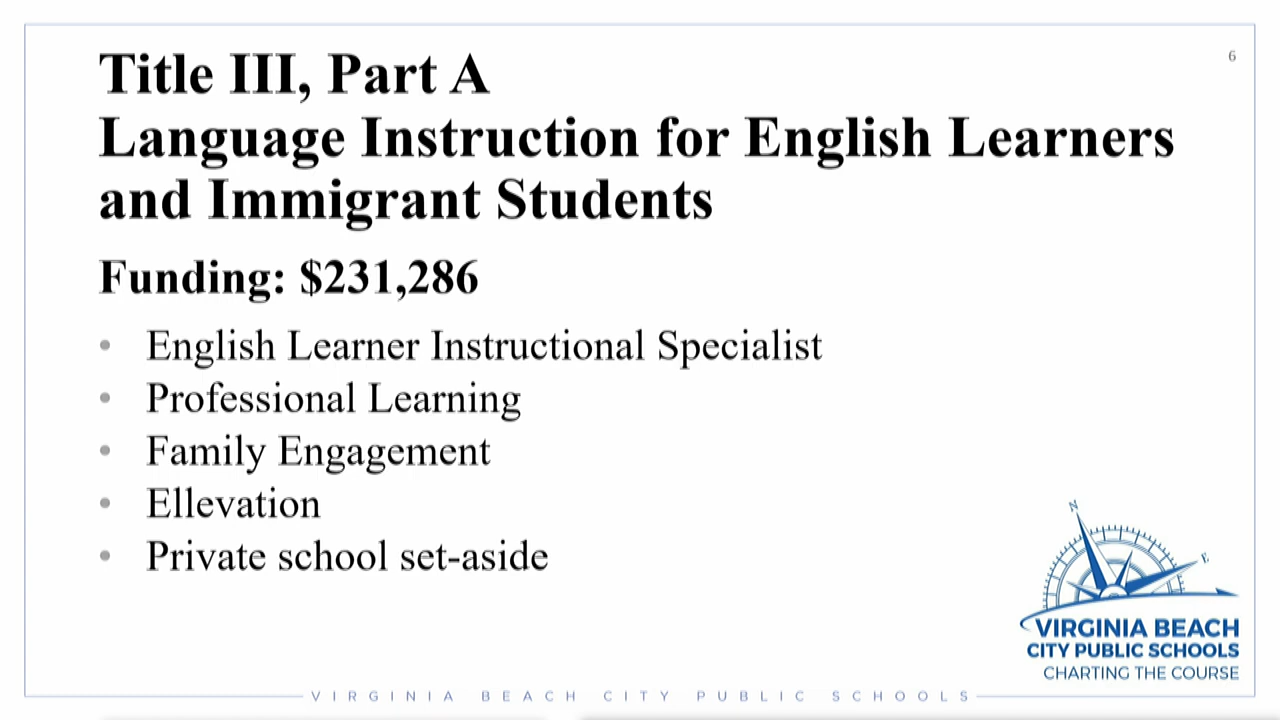 6
Title III, Part A
Language Instruction for English Learners
and Immigrant Students
Funding: $231,286
• English Learner Instructional Specialist
• Professional Learning
• Family Engagement
• Ellevation
• Private school set-aside
N
E
VIRGINIA BEACH
CITY PUBLIC SCHOOLS
CHARTING THE COURSE
VIRGINIA BEACH CITY PUBLIC SCHOOLS